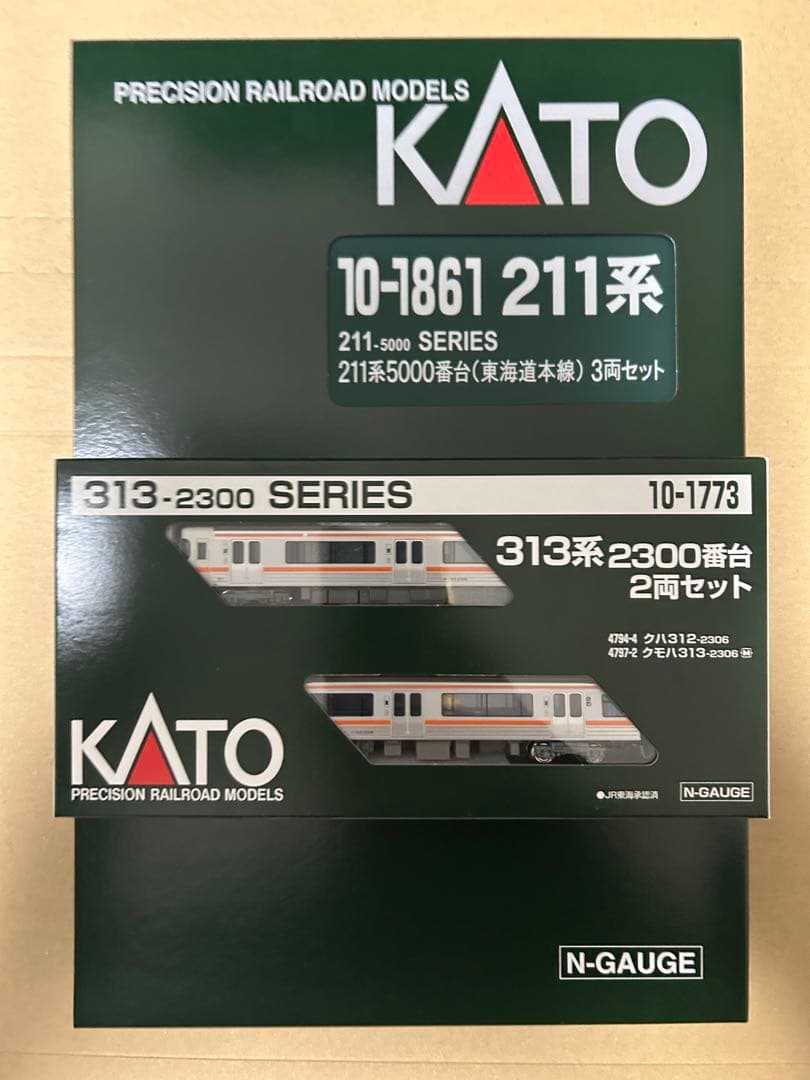 PRECISION RAILROAD MODELS
KATO
10-1861 211系
211-5000 SERIES
211系5000番台(東海道本線) 3両セット
313-2300 SERIES
10-1773
313系2300番台
2両セット
4794-4 クハ312-2306
4797-2 クモハ313-2306 M
KATO
PRECISION RAILROAD MODELS
●JR東海承認済
N-GAUGE
N-GAUGE